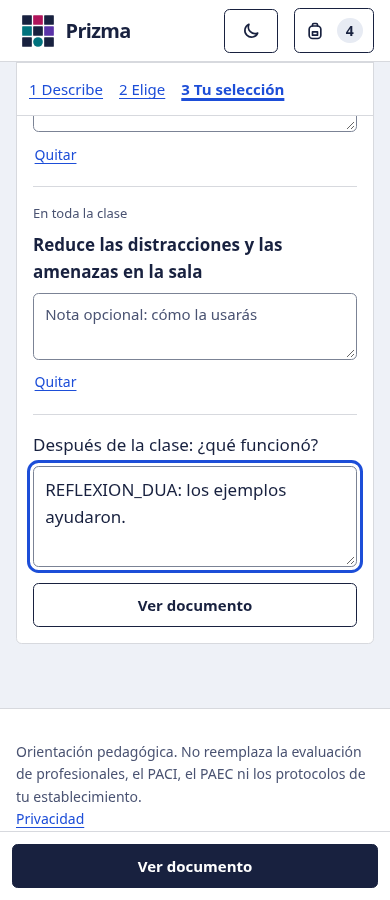 Prizma
4
1 Describe
2 Elige
3 Tu selección
Quitar
En toda la clase
Reduce las distracciones y las
amenazas en la sala
Nota opcional: cómo la usarás
Quitar
Después de la clase: ¿qué funcionó?
REFLEXION_DUA: los ejemplos
ayudaron.
Ver documento
Orientación pedagógica. No reemplaza la evaluación
de profesionales, el PACI, el PAEC ni los protocolos de
tu establecimiento.
Privacidad
Ver documento